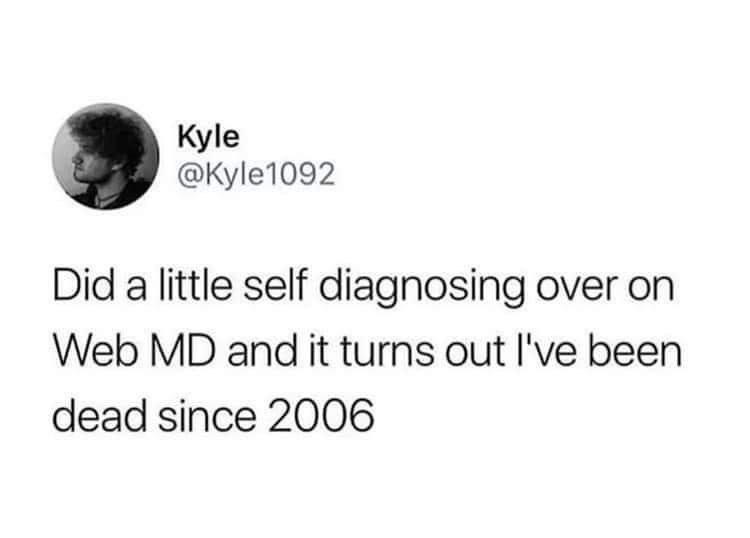 Kyle
@Kyle1092
Did a little self diagnosing over on
Web MD and it turns out I've been
dead since 2006